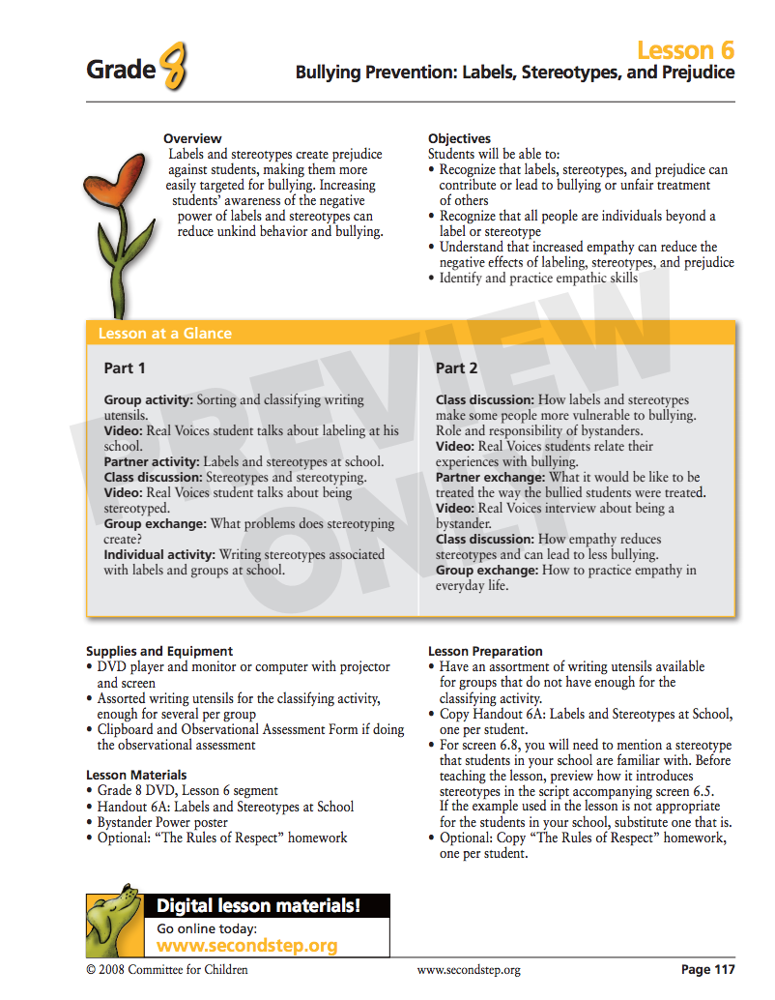 Grade 8
Lesson 6
Bullying Prevention: Labels, Stereotypes, and Prejudice
Overview
Labels and stereotypes create prejudice
against students, making them more
easily targeted for bullying. Increasing
students’ awareness of the negative
power of labels and stereotypes can
reduce unkind behavior and bullying.
Objectives
Students will be able to:
• Recognize that labels, stereotypes, and prejudice can
contribute or lead to bullying or unfair treatment
of others
• Recognize that all people are individuals beyond a
label or stereotype
• Understand that increased empathy can reduce the
negative effects of labeling, stereotypes, and prejudice
• Identify and practice empathic skills
Lesson at a Glance
Part 1
Group activity: Sorting and classifying writing
utensils.
Video: Real Voices student talks about labeling at his
school.
Partner activity: Labels and stereotypes at school.
Class discussion: Stereotypes and stereotyping.
Video: Real Voices student talks about being
stereotyped.
Group exchange: What problems does stereotyping
create?
Individual activity: Writing stereotypes associated
with labels and groups at school.
Part 2
Class discussion: How labels and stereotypes
make some people more vulnerable to bullying.
Role and responsibility of bystanders.
Video: Real Voices students relate their
experiences with bullying.
Partner exchange: What it would be like to be
treated the way the bullied students were treated.
Video: Real Voices interview about being a
bystander.
Class discussion: How empathy reduces
stereotypes and can lead to less bullying.
Group exchange: How to practice empathy in
everyday life.
PREVIEW
ONLY
Supplies and Equipment
• DVD player and monitor or computer with projector
and screen
• Assorted writing utensils for the classifying activity,
enough for several per group
• Clipboard and Observational Assessment Form if doing
the observational assessment
Lesson Materials
• Grade 8 DVD, Lesson 6 segment
• Handout 6A: Labels and Stereotypes at School
• Bystander Power poster
• Optional: “The Rules of Respect” homework
Lesson Preparation
• Have an assortment of writing utensils available
for groups that do not have enough for the
classifying activity.
• Copy Handout 6A: Labels and Stereotypes at School,
one per student.
• For screen 6.8, you will need to mention a stereotype
that students in your school are familiar with. Before
teaching the lesson, preview how it introduces
stereotypes in the script accompanying screen 6.5.
If the example used in the lesson is not appropriate
for the students in your school, substitute one that is.
• Optional: Copy “The Rules of Respect” homework,
one per student.
Digital lesson materials!
Go online today:
www.secondstep.org
© 2008 Committee for Children
www.secondstep.org
Page 117